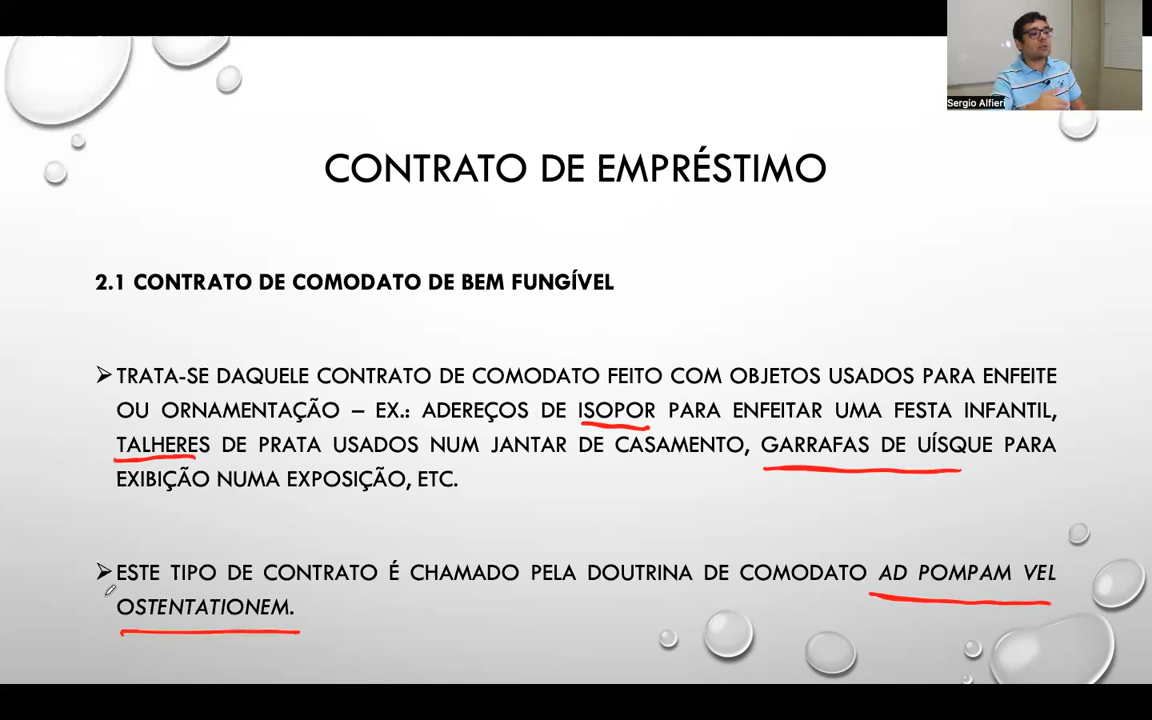 Sergio Alfieri
CONTRATO DE EMPRÉSTIMO
2.1 CONTRATO DE COMODATO DE BEM FUNGÍVEL
➢TRATA-SE DAQUELE CONTRATO DE COMODATO FEITO COM OBJETOS USADOS PARA ENFEITE
OU ORNAMENTAÇÃO – EX.: ADEREÇOS DE ISOPOR PARA ENFEITAR UMA FESTA INFANTIL,
TALHERES DE PRATA USADOS NUM JANTAR DE CASAMENTO, GARRAFAS DE UÍSQUE PARA
EXIBIÇÃO NUMA EXPOSIÇÃO, ETC.
➢ESTE TIPO DE CONTRATO É CHAMADO PELA DOUTRINA DE COMODATO AD POMPAM VEL
OSTENTATIONEM.